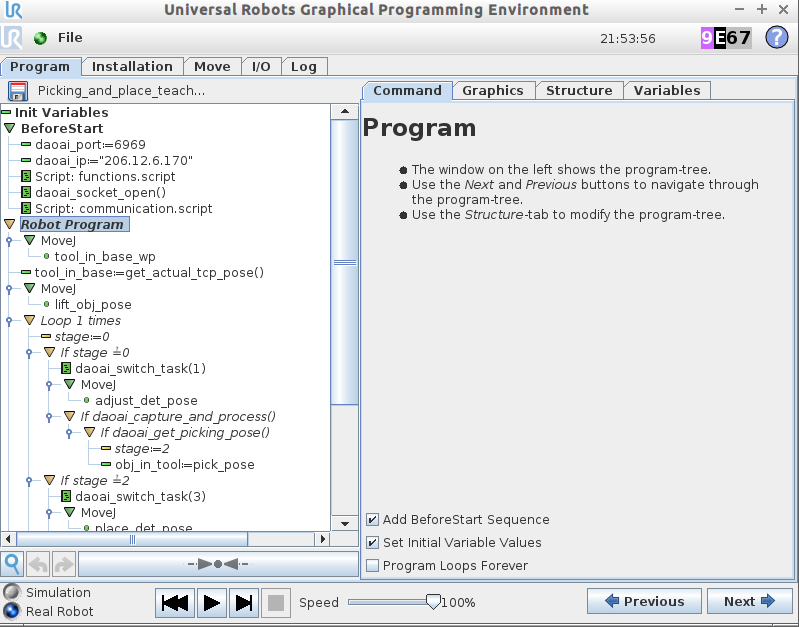 Universal Robots Graphical Programming Environment
File
21:53:56
9E67
?
Program Installation Move I/O Log
Picking_and_place_teach...
Init Variables
BeforeStart
daoai_port:=6969
daoai_ip:="206.12.6.170"
Script: functions.script
daoai_socket_open()
Script: communication.script
Robot Program
MoveJ
tool_in_base_wp
tool_in_base:=get_actual_tcp_pose()
MoveJ
lift_obj_pose
Loop 1 times
stage:=0
If stage ≟0
daoai_switch_task(1)
MoveJ
adjust_det_pose
If daoai_capture_and_process()
If daoai_get_picking_pose()
stage:=2
obj_in_tool:=pick_pose
If stage ≟2
daoai_switch_task(3)
MoveJ
place_det_pose
Command Graphics Structure Variables
Program
The window on the left shows the program-tree.
Use the Next and Previous buttons to navigate through
the program-tree.
Use the Structure-tab to modify the program-tree.
Add BeforeStart Sequence
Set Initial Variable Values
Program Loops Forever
Simulation
Real Robot
Speed 100%
Previous
Next